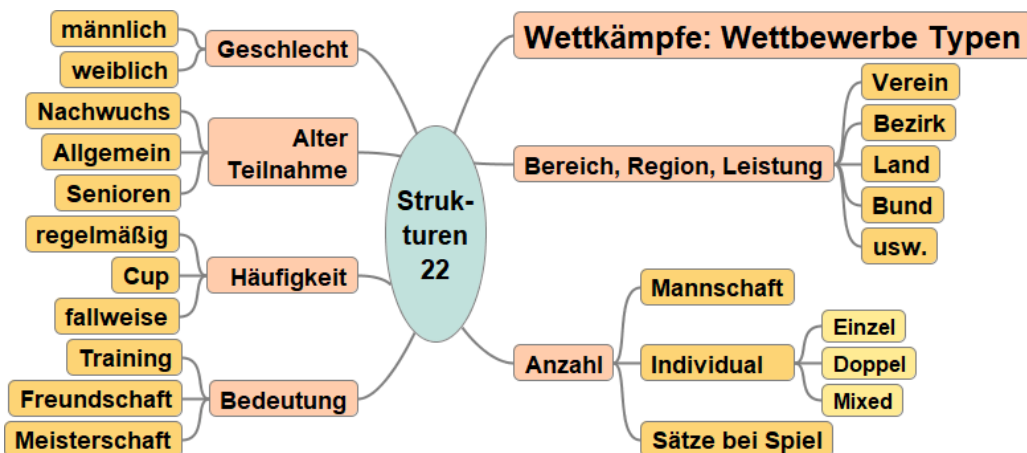 Wettkämpfe: Wettbewerbe Typen
Struk-
turen
22
Geschlecht
männlich
weiblich
Alter
Teilnahme
Nachwuchs
Allgemein
Senioren
Häufigkeit
regelmäßig
Cup
fallweise
Bedeutung
Training
Freundschaft
Meisterschaft
Bereich, Region, Leistung
Verein
Bezirk
Land
Bund
usw.
Anzahl
Mannschaft
Individual
Einzel
Doppel
Mixed
Sätze bei Spiel